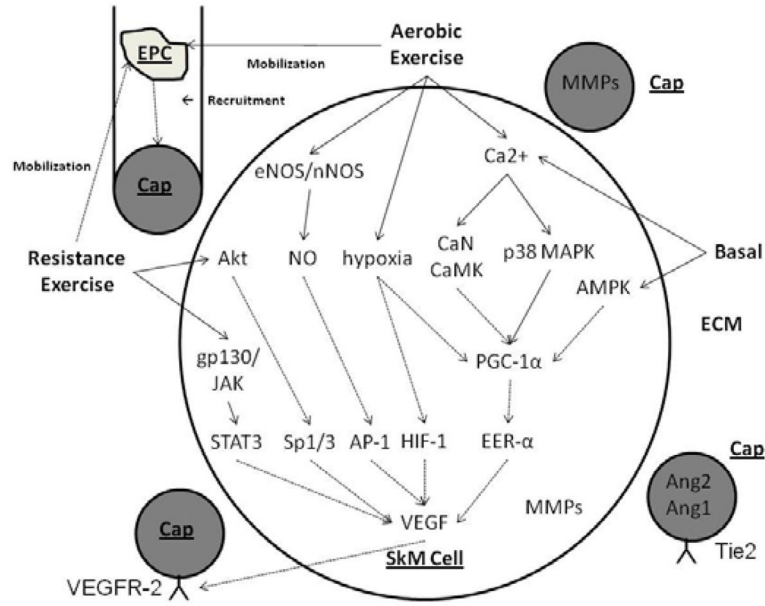 EPC
Aerobic
Exercise
Mobilization
Recruitment
Mobilization
Cap
MMPs
Cap
eNOS/nNOS
Ca2+
Resistance
Exercise
Akt
NO
hypoxia
CaN
CaMK
p38 MAPK
AMPK
Basal
ECM
gp130/
JAK
PGC-1α
STAT3
Sp1/3
AP-1
HIF-1
EER-α
VEGF
MMPs
SkM Cell
Cap
VEGFR-2
Cap
Ang2
Ang1
Tie2